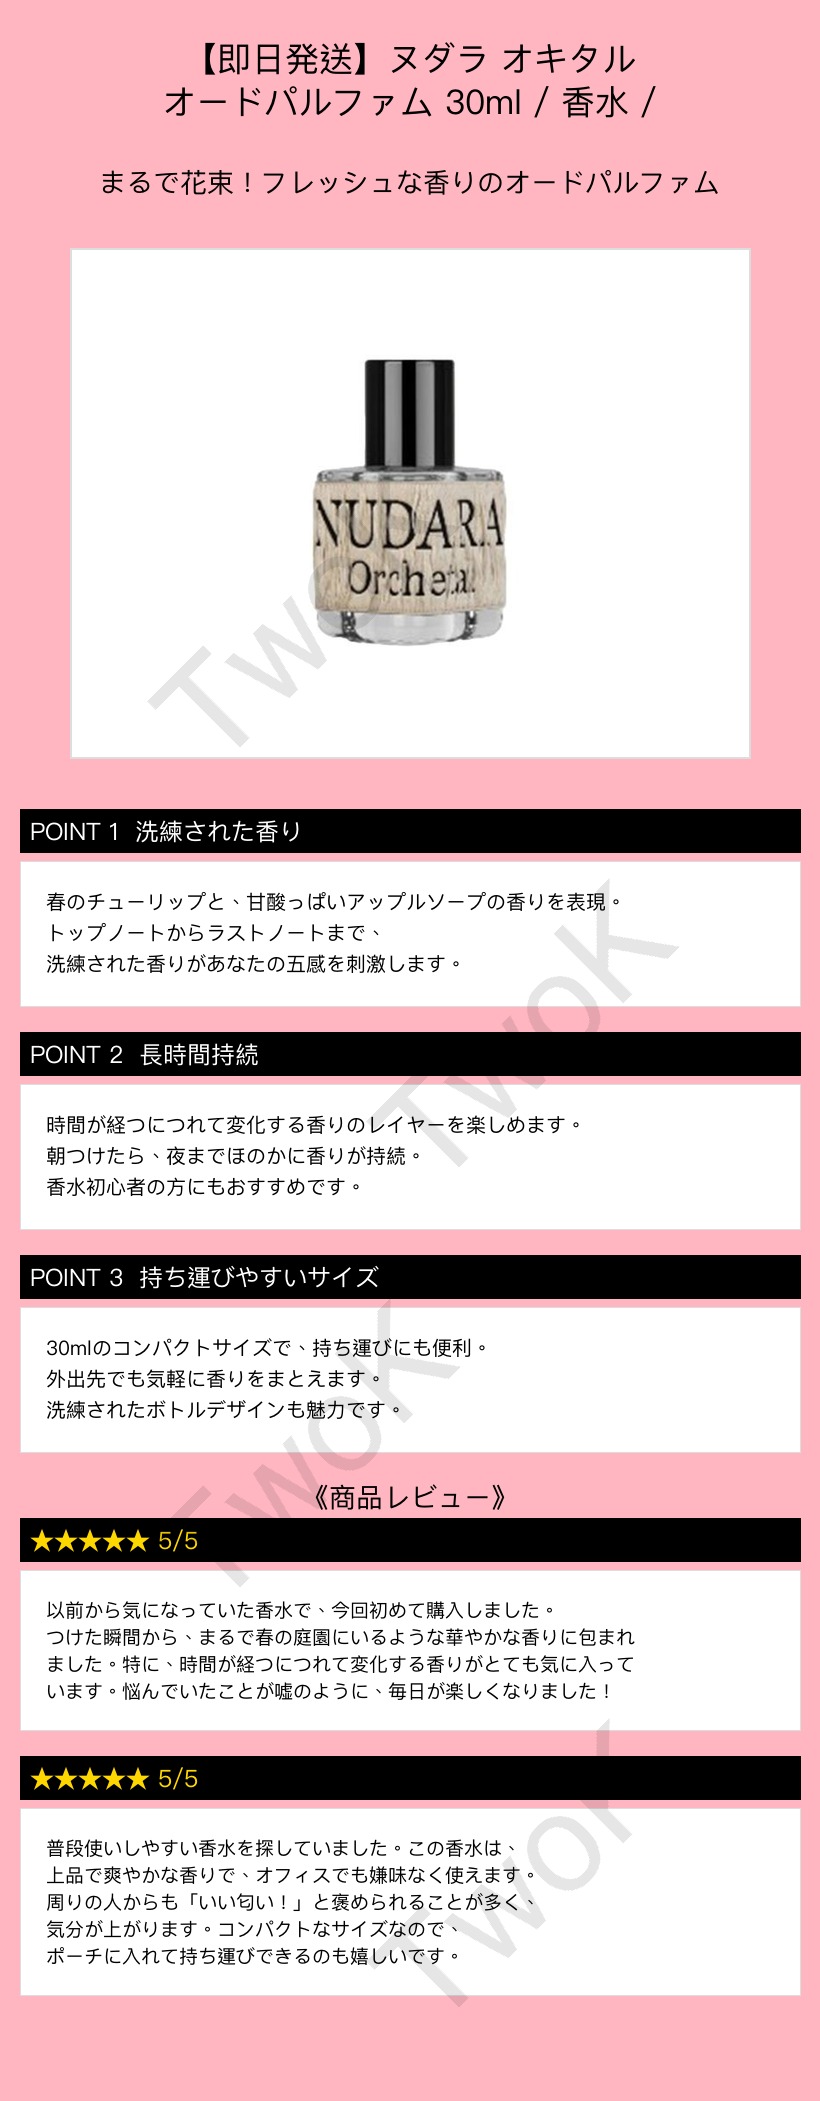 【即日発送】ヌダラ オキタル
オードパルファム 30ml / 香水 /
まるで花束！フレッシュな香りのオードパルファム
NUDARA
Orchetal
TwoK
POINT 1 洗練された香り
春のチューリップと、甘酸っぱいアップルソープの香りを表現。
トップノートからラストノートまで、
洗練された香りがあなたの五感を刺激します。
TwoK
POINT 2 長時間持続
時間が経つにつれて変化する香りのレイヤーを楽しめます。
朝つけたら、夜までほのかに香りが持続。
香水初心者の方にもおすすめです。
POINT 3 持ち運びやすいサイズ
30mlのコンパクトサイズで、持ち運びにも便利。
外出先でも気軽に香りをまとえます。
洗練されたボトルデザインも魅力です。
TwoK
《商品レビュー》
★★★★★ 5/5
以前から気になっていた香水で、今回初めて購入しました。
つけた瞬間から、まるで春の庭園にいるような華やかな香りに包まれ
ました。特に、時間が経つにつれて変化する香りがとても気に入って
います。悩んでいたことが嘘のように、毎日が楽しくなりました！
★★★★★ 5/5
普段使いしやすい香水を探していました。この香水は、
上品で爽やかな香りで、オフィスでも嫌味なく使えます。
周りの人からも「いい匂い！」と褒められることが多く、
気分が上がります。コンパクトなサイズなので、
ポーチに入れて持ち運びできるのも嬉しいです。
TwoK